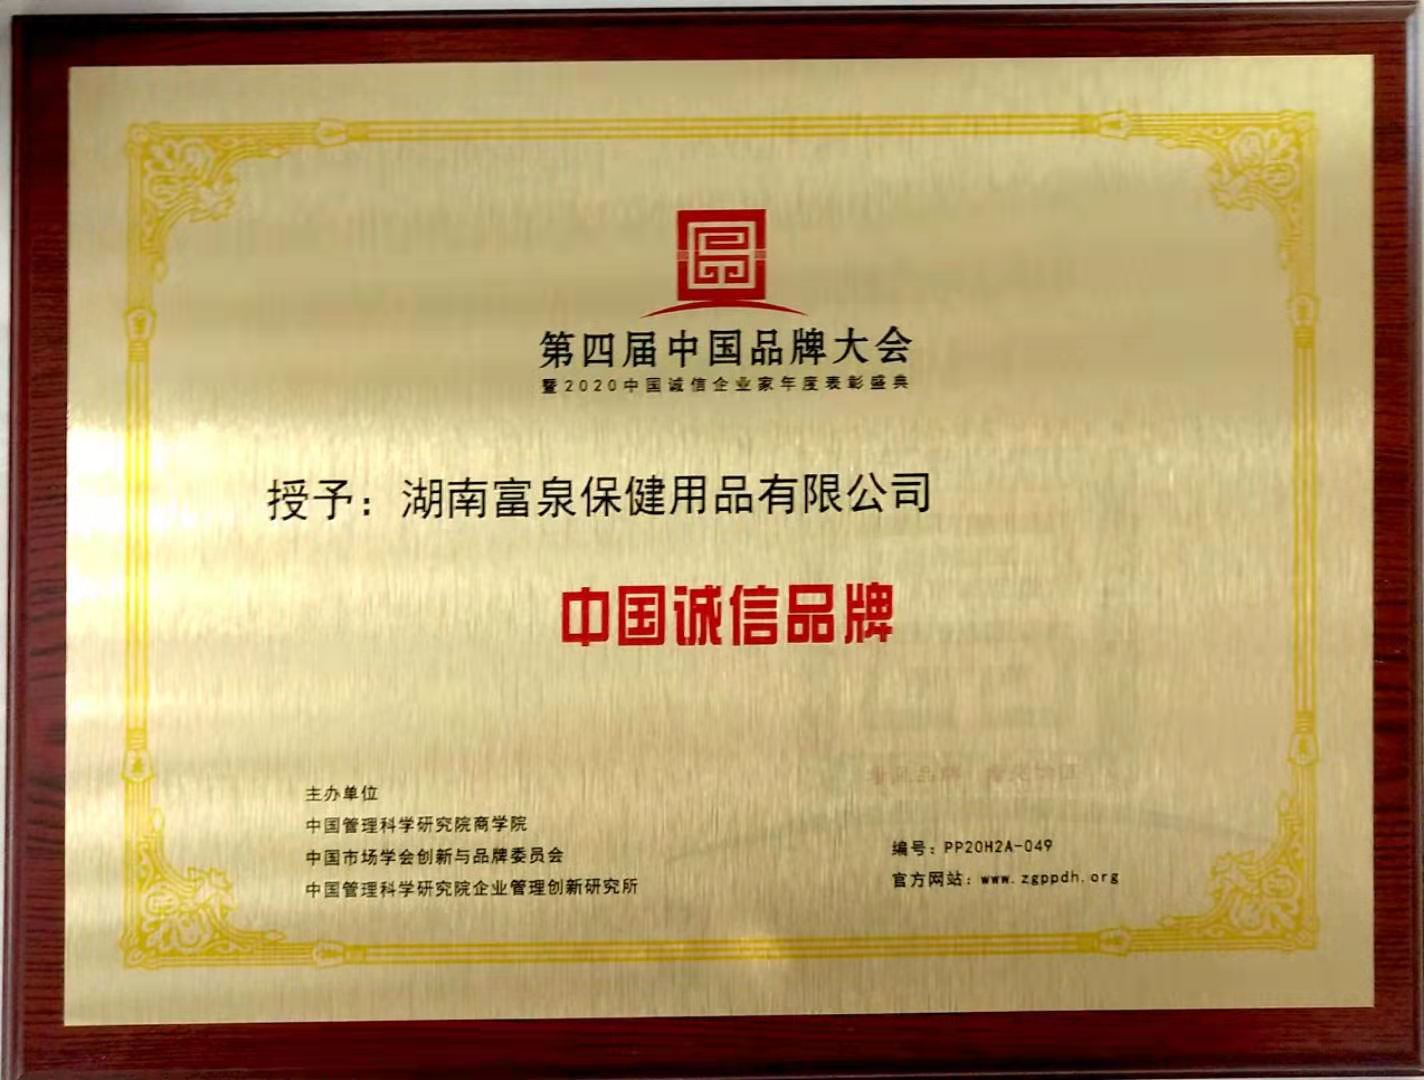 第四届中国品牌大会
暨2020中国诚信企业家年度表彰盛典
授予：湖南富泉保健用品有限公司
中国诚信品牌
主办单位
中国管理科学研究院商学院
中国市场学会创新与品牌委员会
中国管理科学研究院企业管理创新研究所
编号：PP20H2A-049
官方网站：www.zgppdh.org